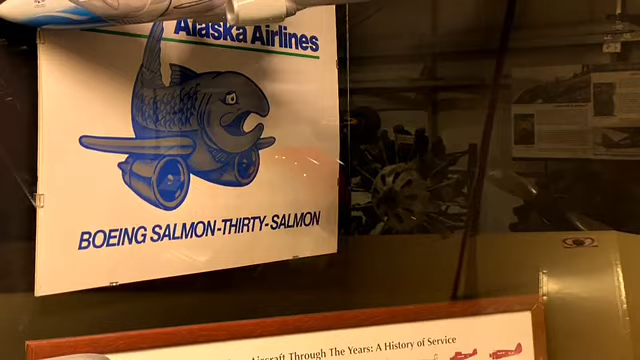 Alaska Airlines
BOEING SALMON-THIRTY-SALMON
Aircraft Through The Years: A History of Service